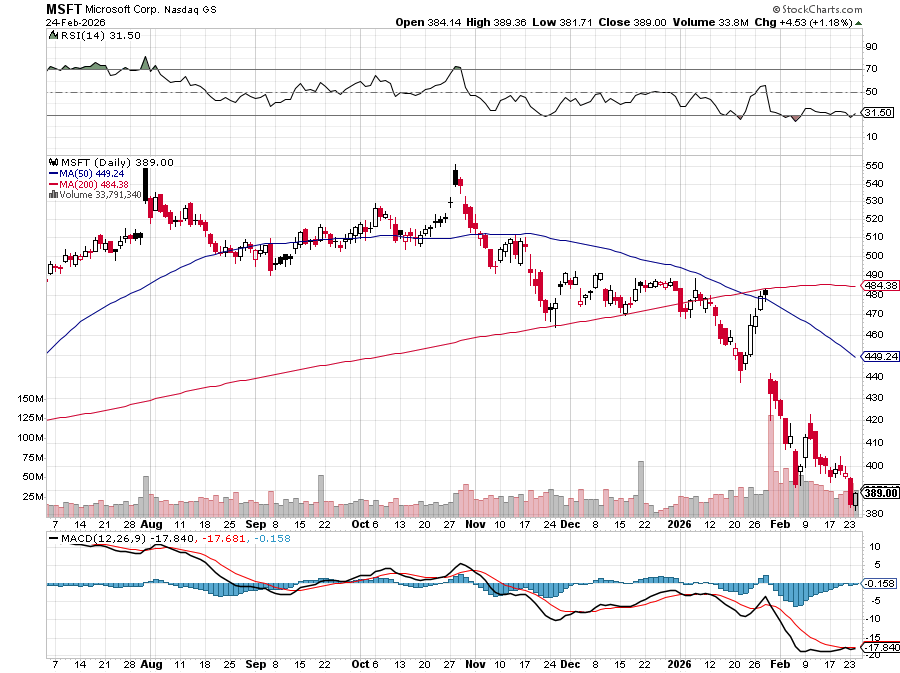 MSFT Microsoft Corp. Nasdaq GS
© StockCharts.com
24-Feb-2026
Open 384.14 High 389.36 Low 381.71 Close 389.00 Volume 33.8M Chg +4.53 (+1.18%)
RSI(14) 31.50
90
70
50
31.50
10
MSFT (Daily) 389.00
MA(50) 449.24
MA(200) 484.38
Volume 33,791,340
550
540
530
520
510
500
490
484.38
480
470
460
449.24
440
430
420
410
400
389.00
380
150M
125M
100M
75M
50M
25M
7 14 21 28 Aug 11 18 25 Sep 8 15 22 Oct 6 13 20 27 Nov 10 17 24 Dec 8 15 22 2026 12 20 26 Feb 9 17 23
MACD(12,26,9) -17.840, -17.681, -0.158
10
5
-0.158
-5
-10
-15
-17.840
-20
7 14 21 28 Aug 11 18 25 Sep 8 15 22 Oct 6 13 20 27 Nov 10 17 24 Dec 8 15 22 2026 12 20 26 Feb 9 17 23